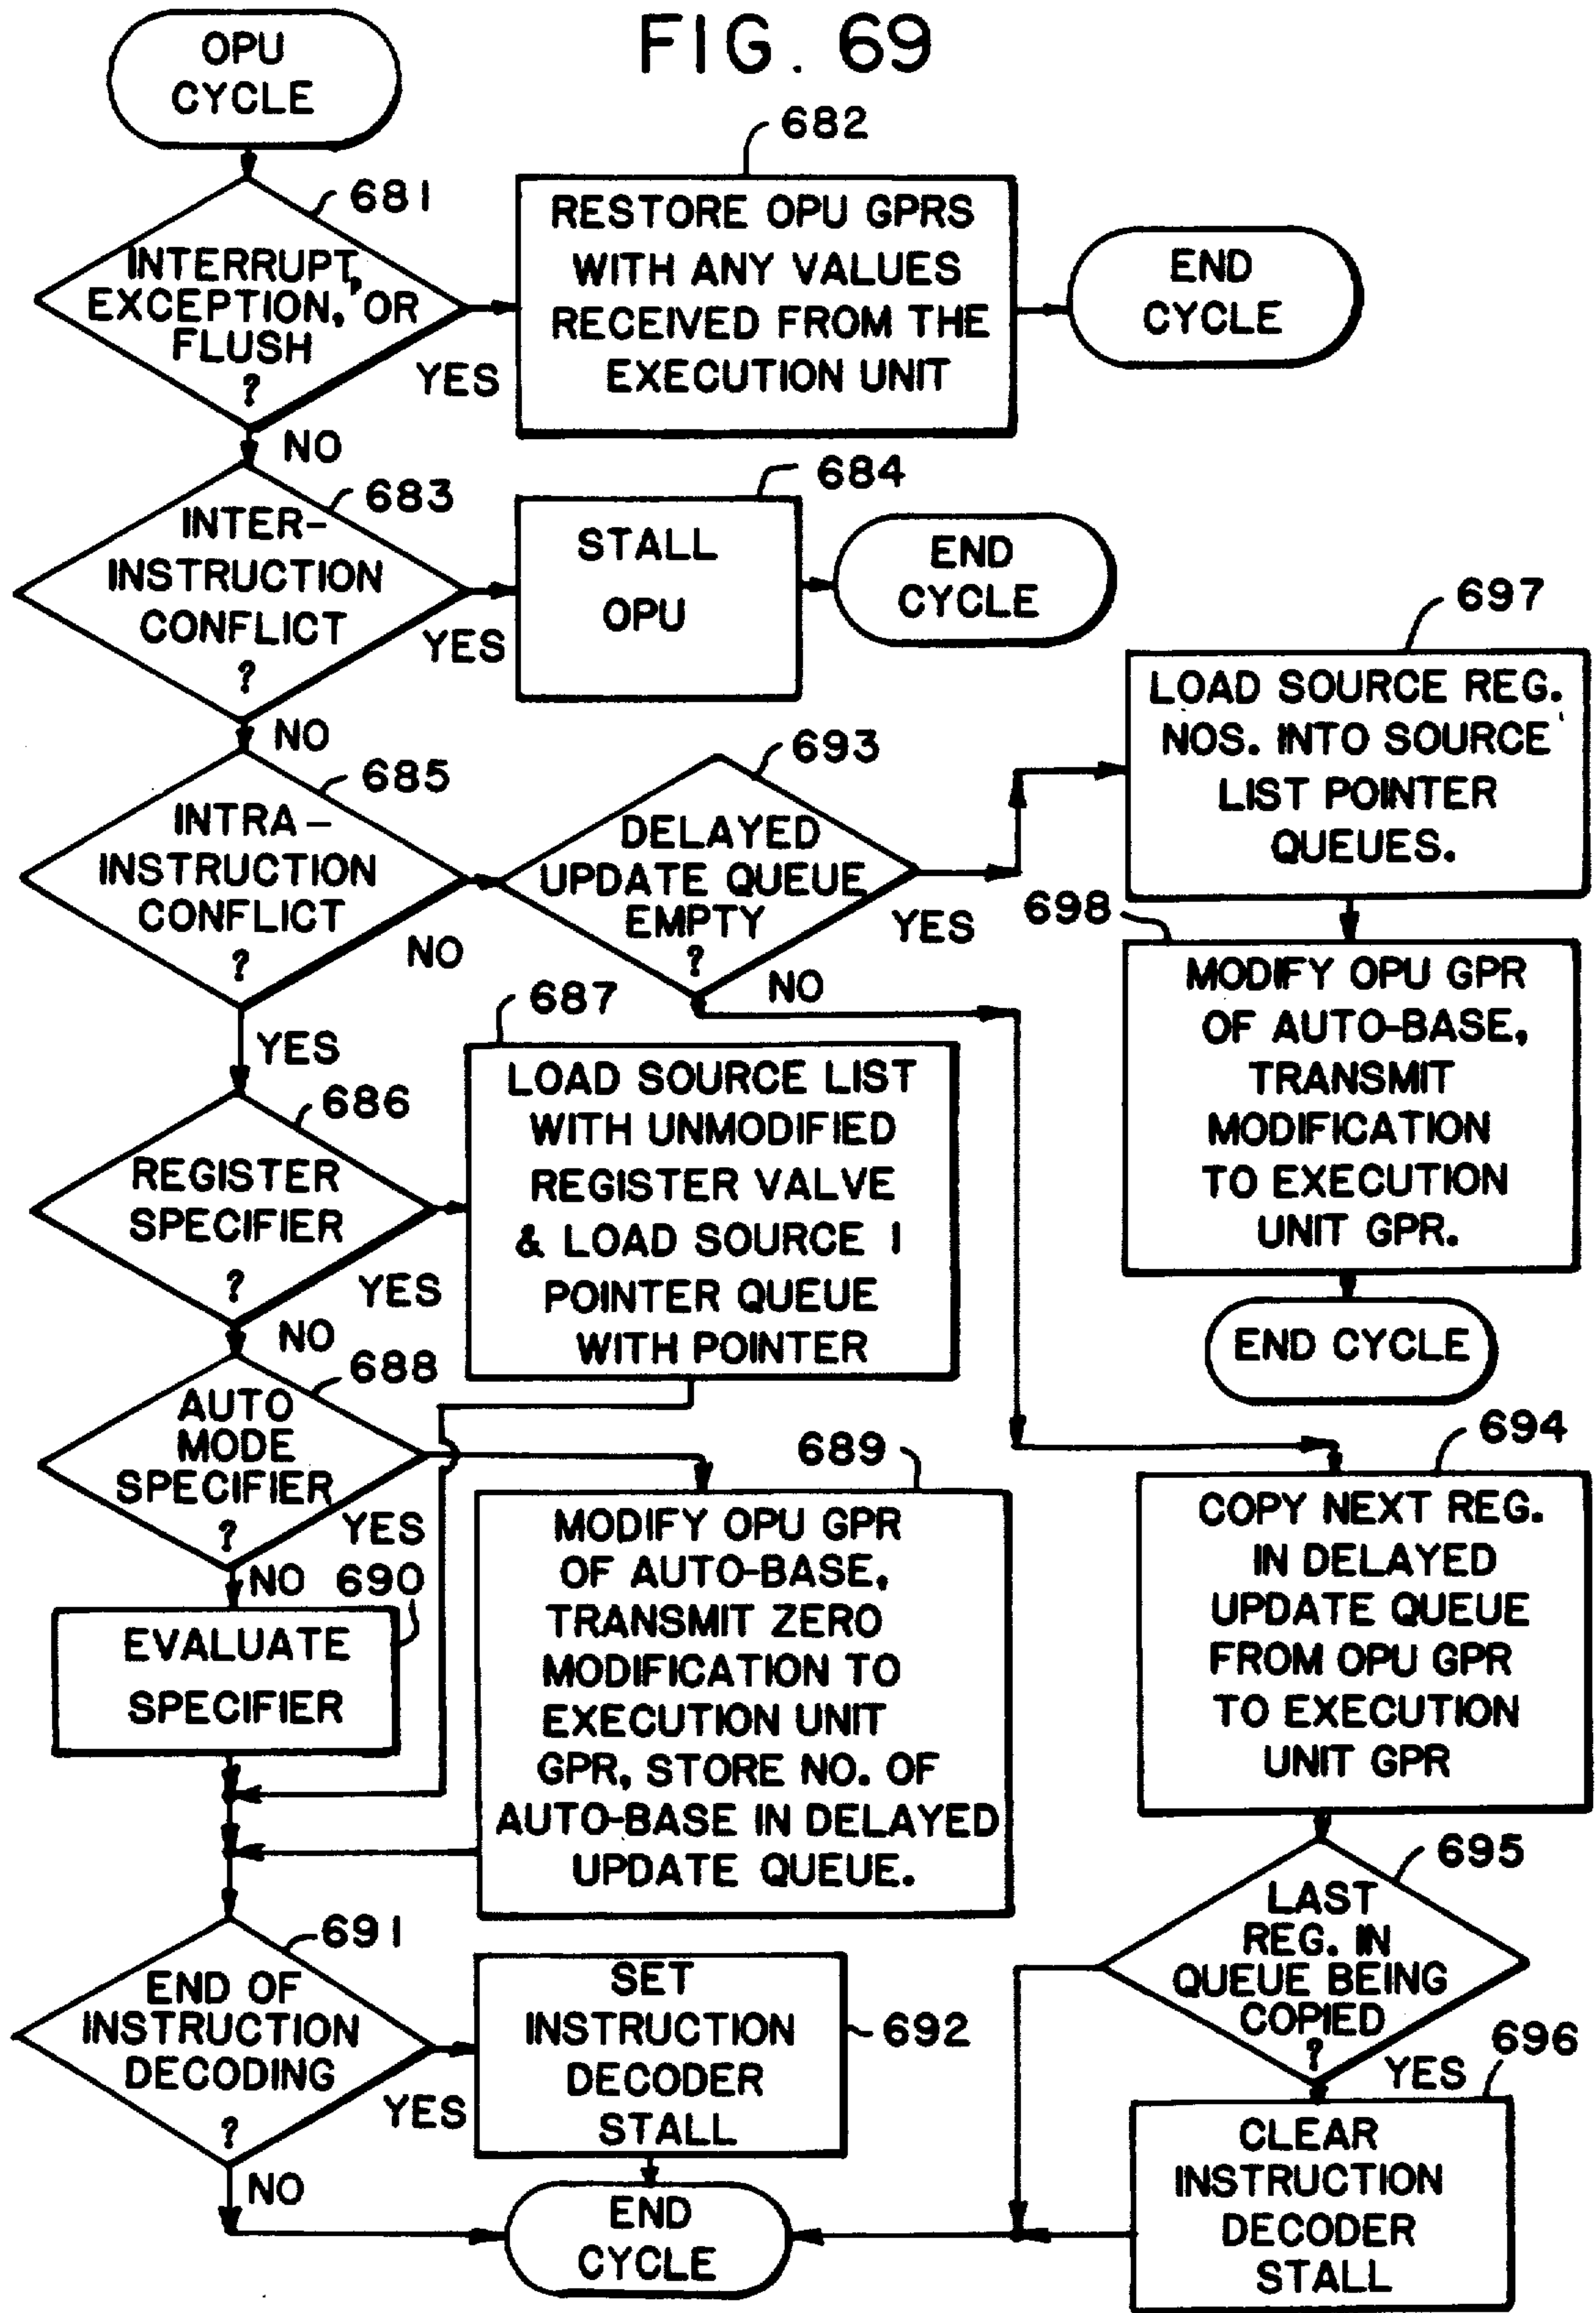 FIG. 69
OPU
CYCLE
681
INTERRUPT,
EXCEPTION, OR
FLUSH
?
YES
NO
682
RESTORE OPU GPRS
WITH ANY VALUES
RECEIVED FROM THE
EXECUTION UNIT
END
CYCLE
683
INTER-
INSTRUCTION
CONFLICT
?
YES
NO
684
STALL
OPU
END
CYCLE
685
INTRA-
INSTRUCTION
CONFLICT
?
NO
YES
693
DELAYED
UPDATE QUEUE
EMPTY
?
YES
NO
697
LOAD SOURCE REG.
NOS. INTO SOURCE
LIST POINTER
QUEUES.
698
MODIFY OPU GPR
OF AUTO-BASE,
TRANSMIT
MODIFICATION
TO EXECUTION
UNIT GPR.
END CYCLE
686
REGISTER
SPECIFIER
?
YES
NO
687
LOAD SOURCE LIST
WITH UNMODIFIED
REGISTER VALVE
& LOAD SOURCE 1
POINTER QUEUE
WITH POINTER
688
AUTO
MODE
SPECIFIER
?
YES
NO
689
MODIFY OPU GPR
OF AUTO-BASE,
TRANSMIT ZERO
MODIFICATION TO
EXECUTION UNIT
GPR, STORE NO. OF
AUTO-BASE IN DELAYED
UPDATE QUEUE.
690
EVALUATE
SPECIFIER
694
COPY NEXT REG.
IN DELAYED
UPDATE QUEUE
FROM OPU GPR
TO EXECUTION
UNIT GPR
695
LAST
REG. IN
QUEUE BEING
COPIED
?
YES
696
CLEAR
INSTRUCTION
DECODER
STALL
691
END OF
INSTRUCTION
DECODING
?
YES
NO
692
SET
INSTRUCTION
DECODER
STALL
END
CYCLE